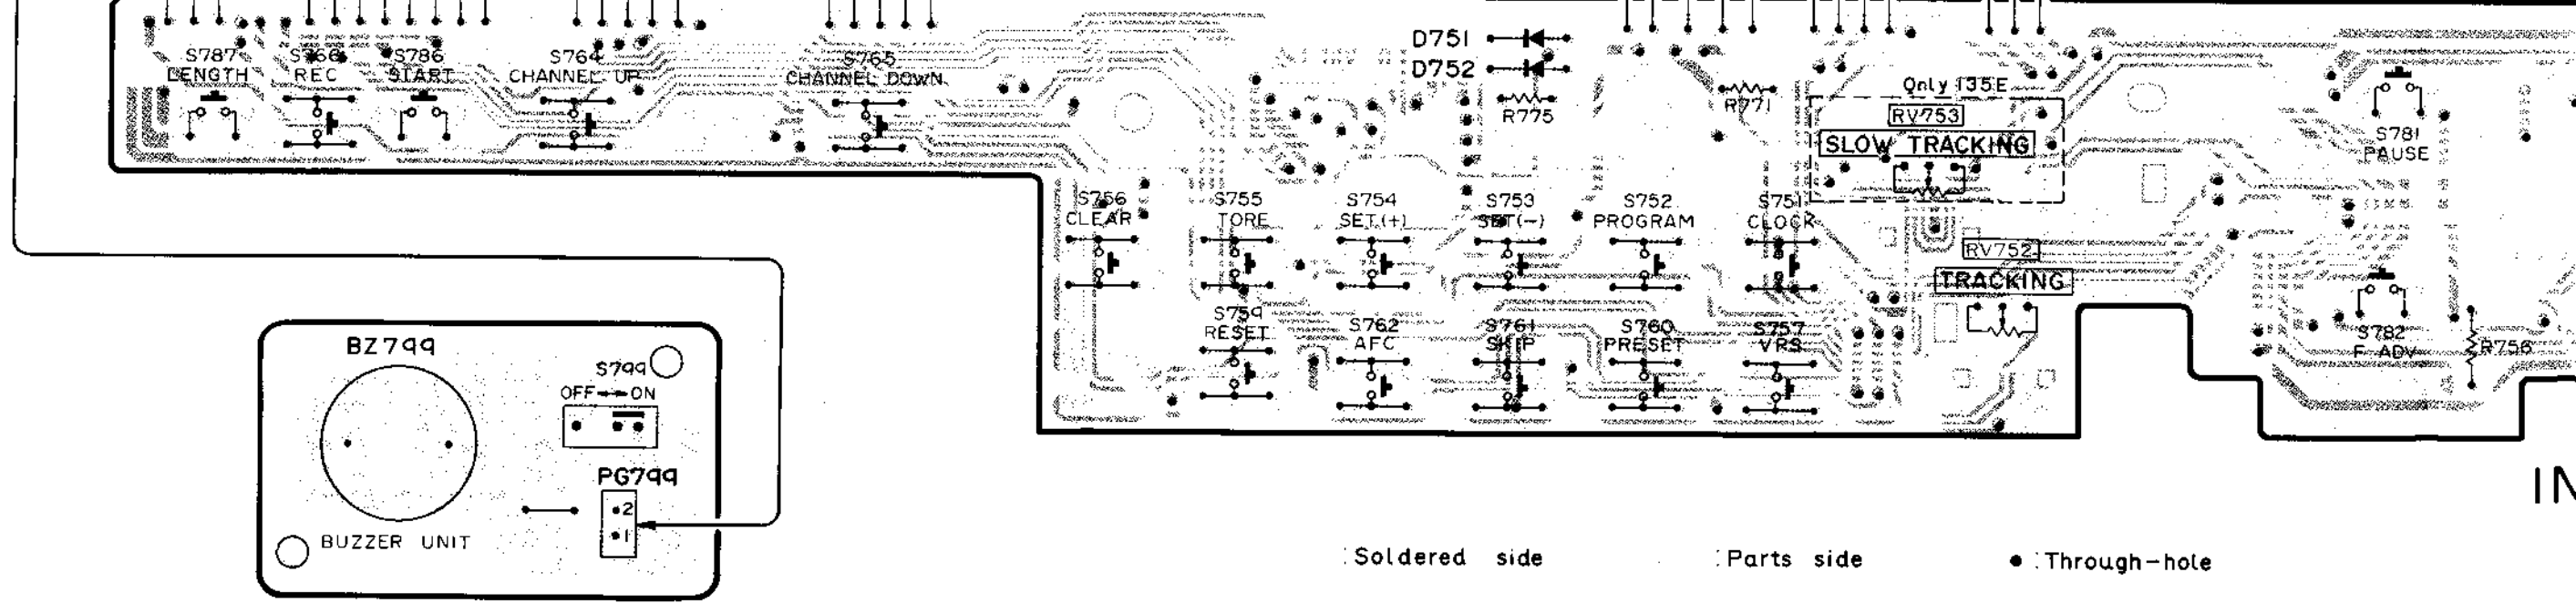 D751
D752
R775
R771
S787
LENGTH
REC
S786
START
S764
CHANNEL UP
S765
CHANNEL DOWN
Only 135E
RV753
SLOW TRACKING
S781
PAUSE
S756
CLEAR
S755
TORE
S754
SET(+)
S753
SET(-)
S752
PROGRAM
S751
CLOCK
RV752
TRACKING
S759
RESET
S762
AFC
S761
SKIP
S760
PRESET
S757
VPS
S782
F ADV
R756
BZ799
S799
OFF ↔ ON
PG799
2
1
BUZZER UNIT
IN
:Soldered side
:Parts side
● :Through-hole